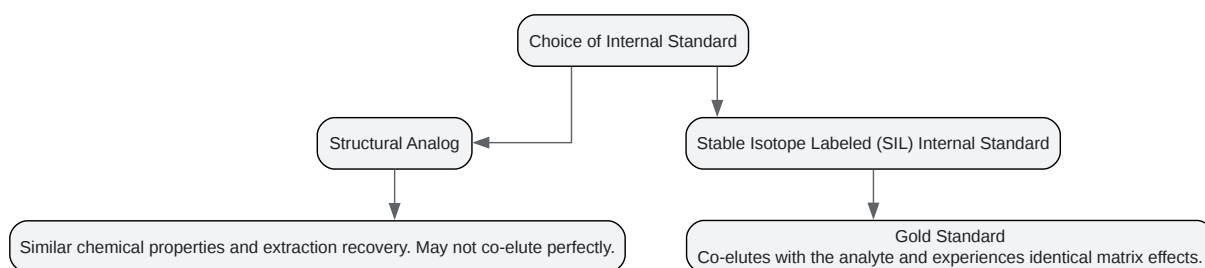 Choice of Internal Standard
Structural Analog
Stable Isotope Labeled (SIL) Internal Standard
Similar chemical properties and extraction recovery. May not co-elute perfectly.
Gold Standard
Co-elutes with the analyte and experiences identical matrix effects.